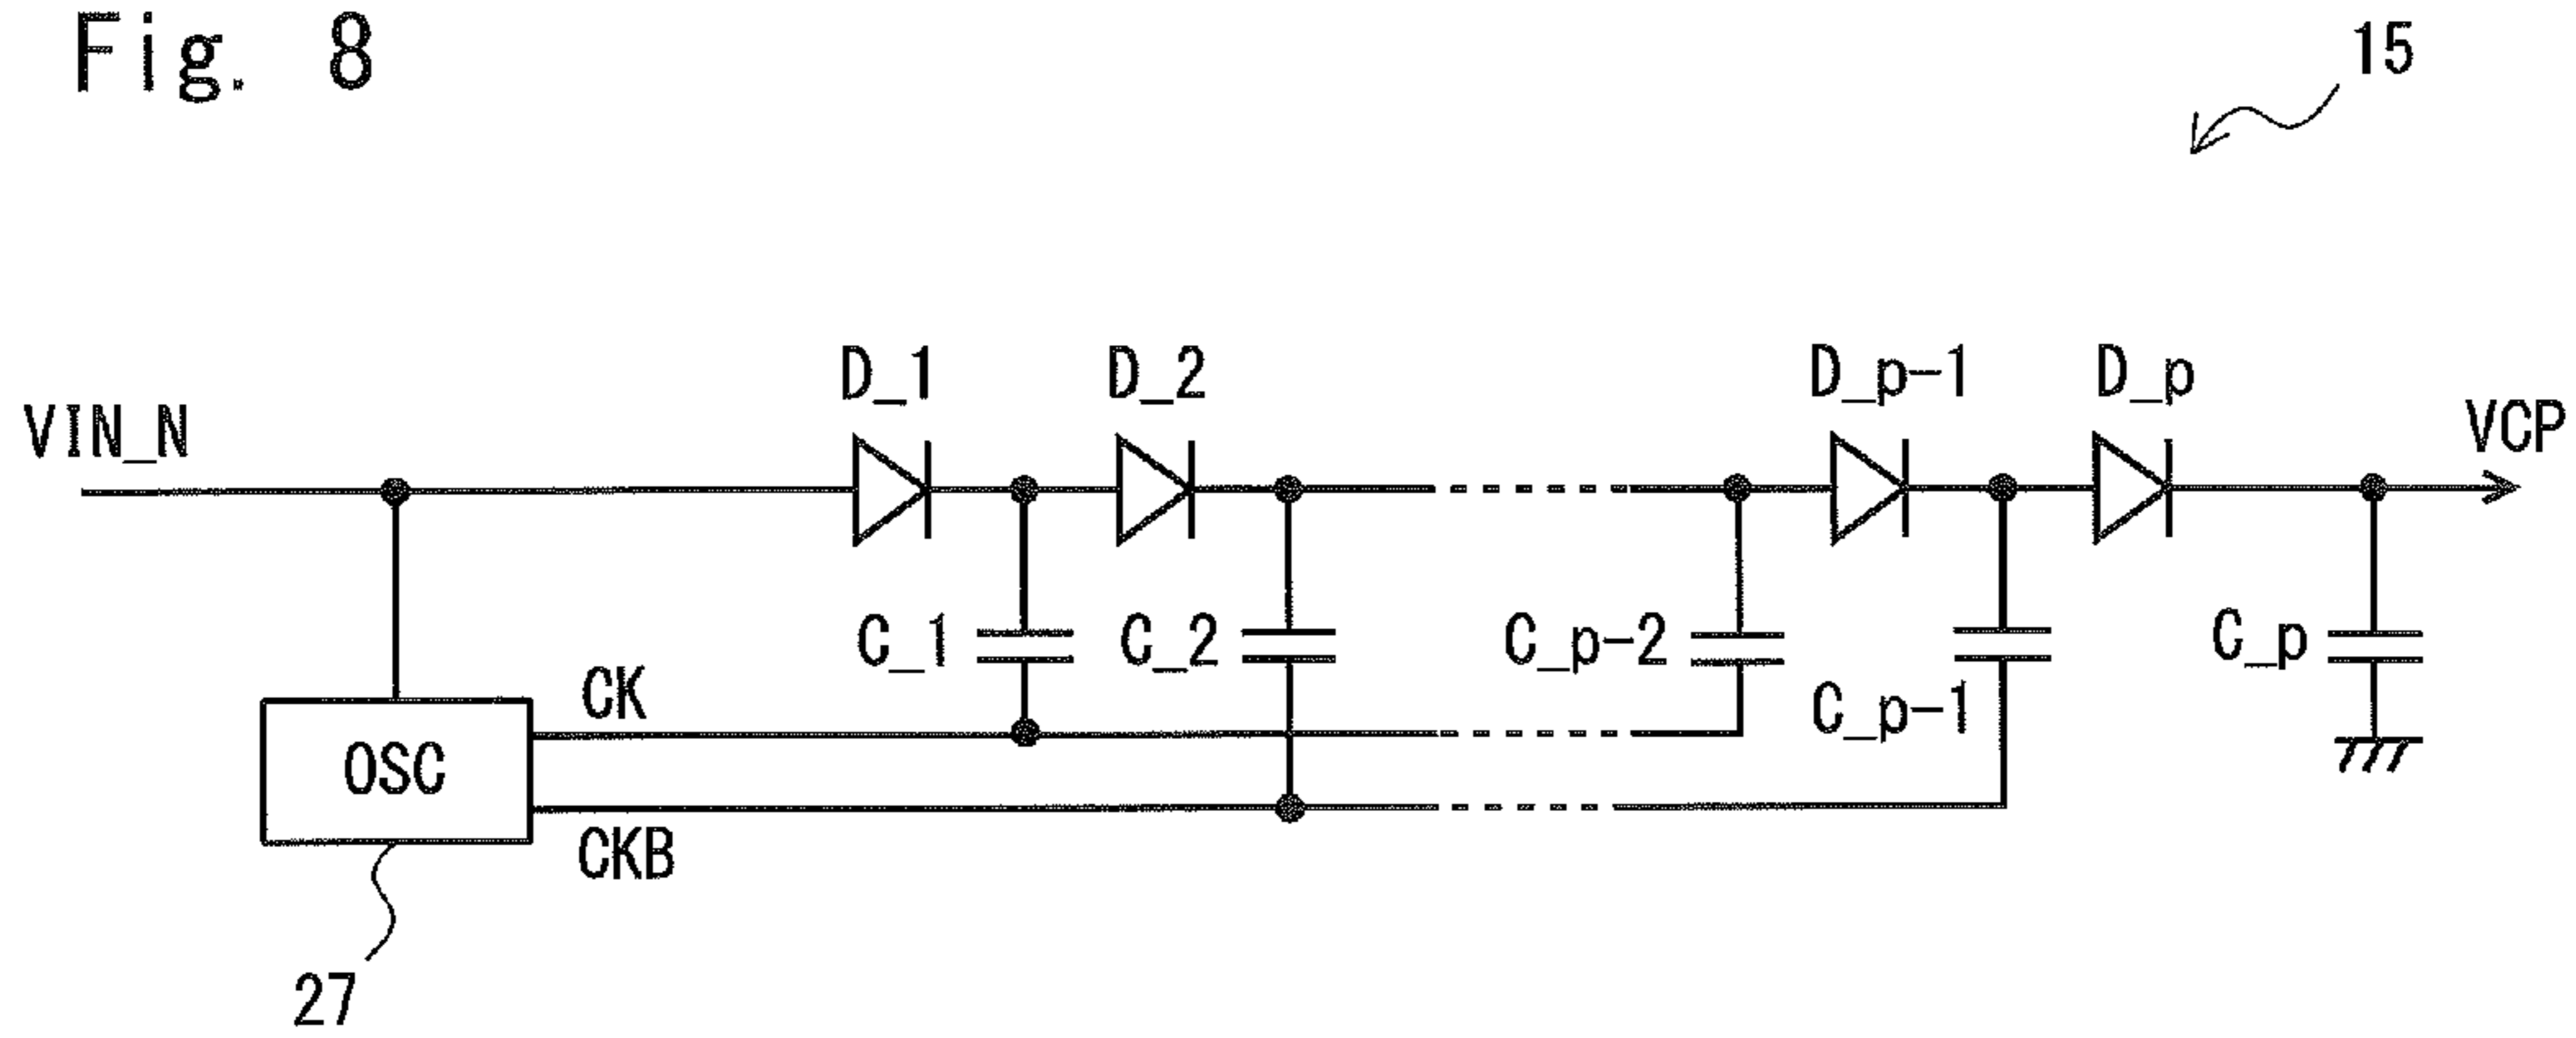 Fig. 8
15
D_1 D_2 D_p-1 D_p
VIN_N VCP
C_1 C_2 C_p-2 C_p-1 C_p
CK
OSC
CKB
27